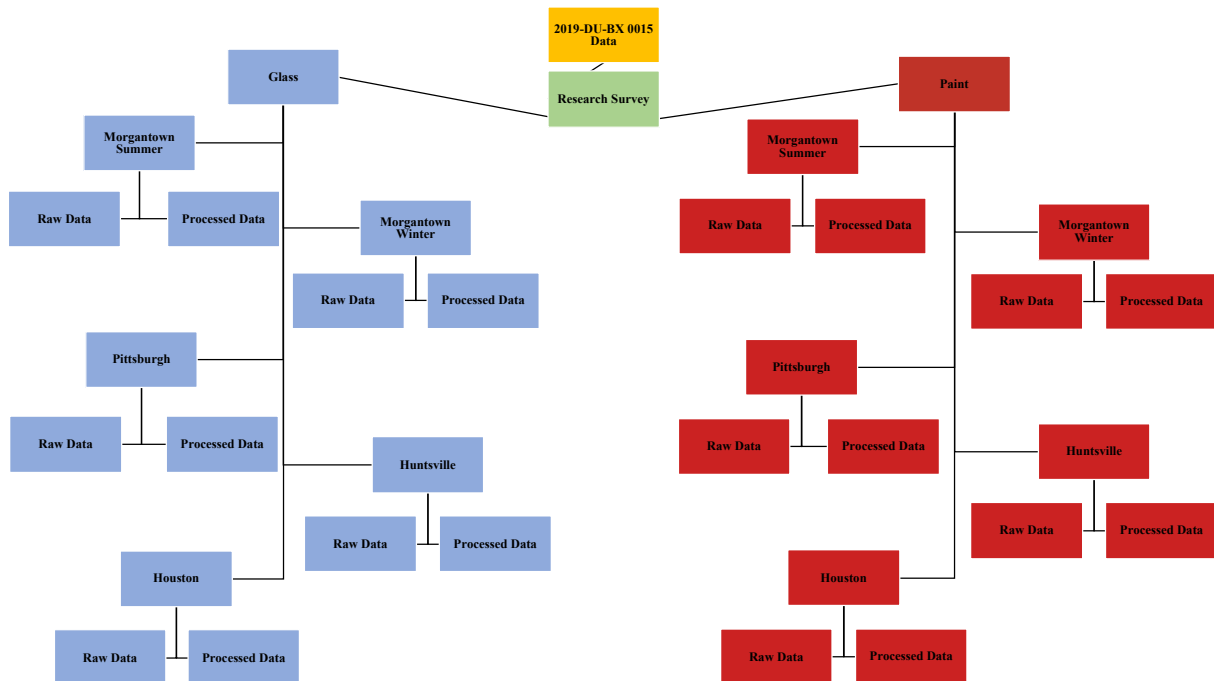 2019-DU-BX 0015
Data
Research Survey
Glass
Morgantown
Summer
Raw Data
Processed Data
Morgantown
Winter
Raw Data
Processed Data
Pittsburgh
Raw Data
Processed Data
Huntsville
Raw Data
Processed Data
Houston
Raw Data
Processed Data
Paint
Morgantown
Summer
Raw Data
Processed Data
Morgantown
Winter
Raw Data
Processed Data
Pittsburgh
Raw Data
Processed Data
Huntsville
Raw Data
Processed Data
Houston
Raw Data
Processed Data